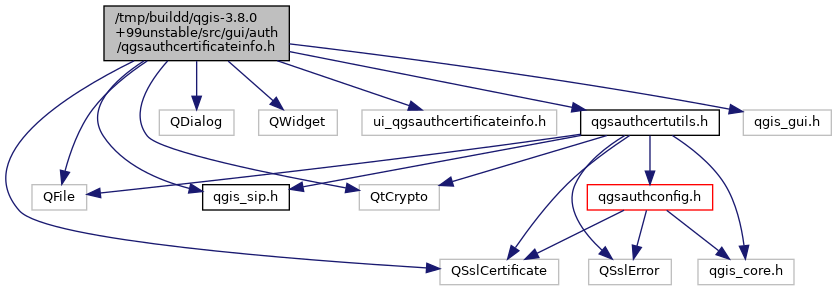 /tmp/buildd/qgis-3.8.0
+99unstable/src/gui/auth
/qgsauthcertificateinfo.h
QDialog
QWidget
ui_qgsauthcertificateinfo.h
qgsauthcertutils.h
qgis_gui.h
QFile
qgis_sip.h
QtCrypto
qgsauthconfig.h
QSslCertificate
QSslError
qgis_core.h